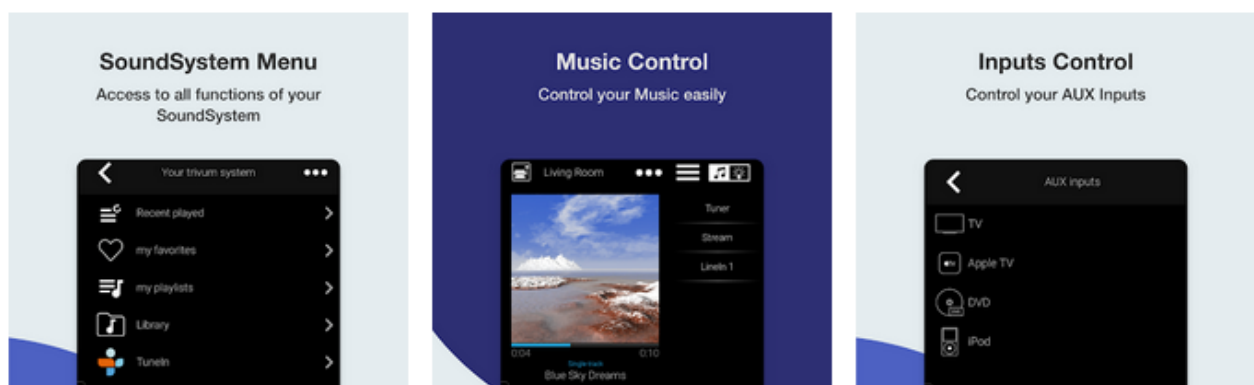 SoundSystem Menu
Access to all functions of your
SoundSystem
Your trivum system
Recent played
my favorites
my playlists
Library
TuneIn
Music Control
Control your Music easily
Living Room
Tuner
Stream
LineIn 1
0:04
0:10
Single track
Blue Sky Dreams
Inputs Control
Control your AUX Inputs
AUX inputs
TV
Apple TV
DVD
iPod